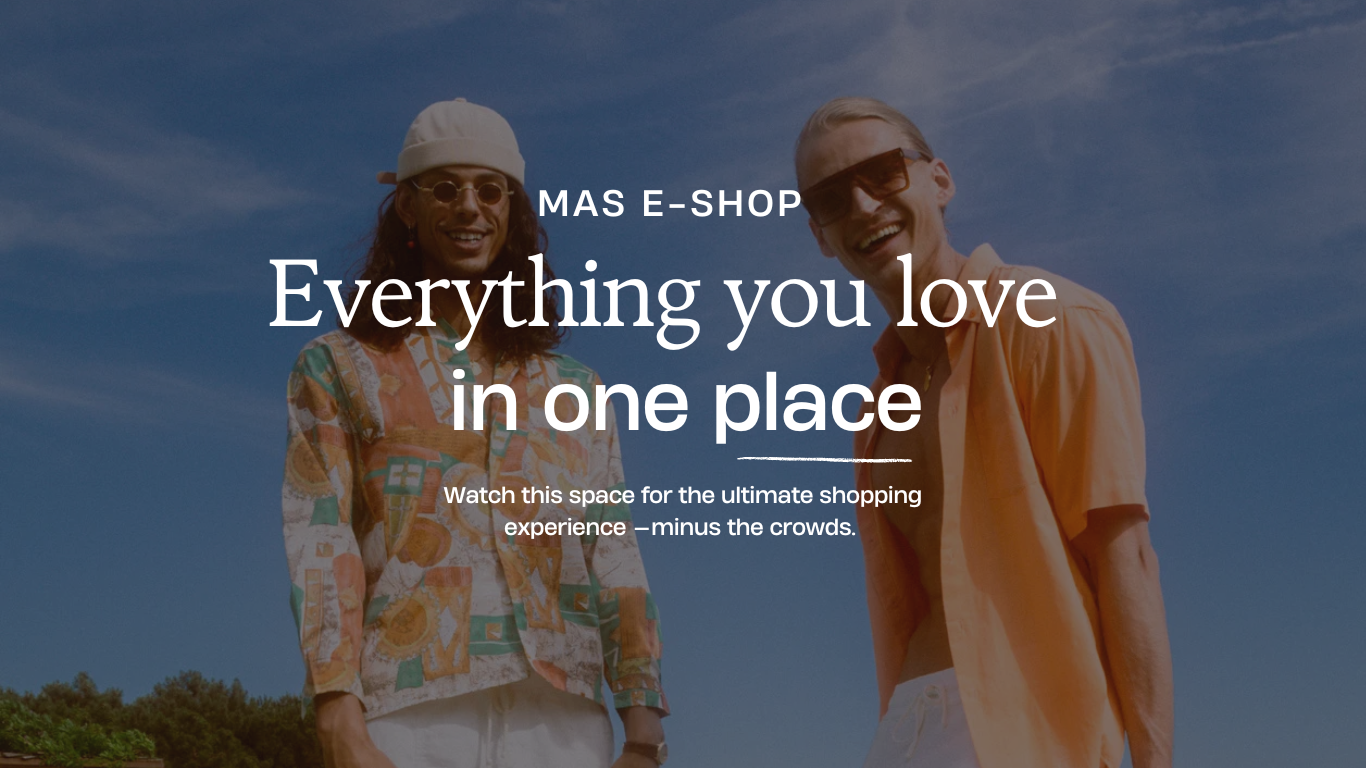 MAS E-SHOP
Everything you love
in one place
Watch this space for the ultimate shopping
experience –minus the crowds.